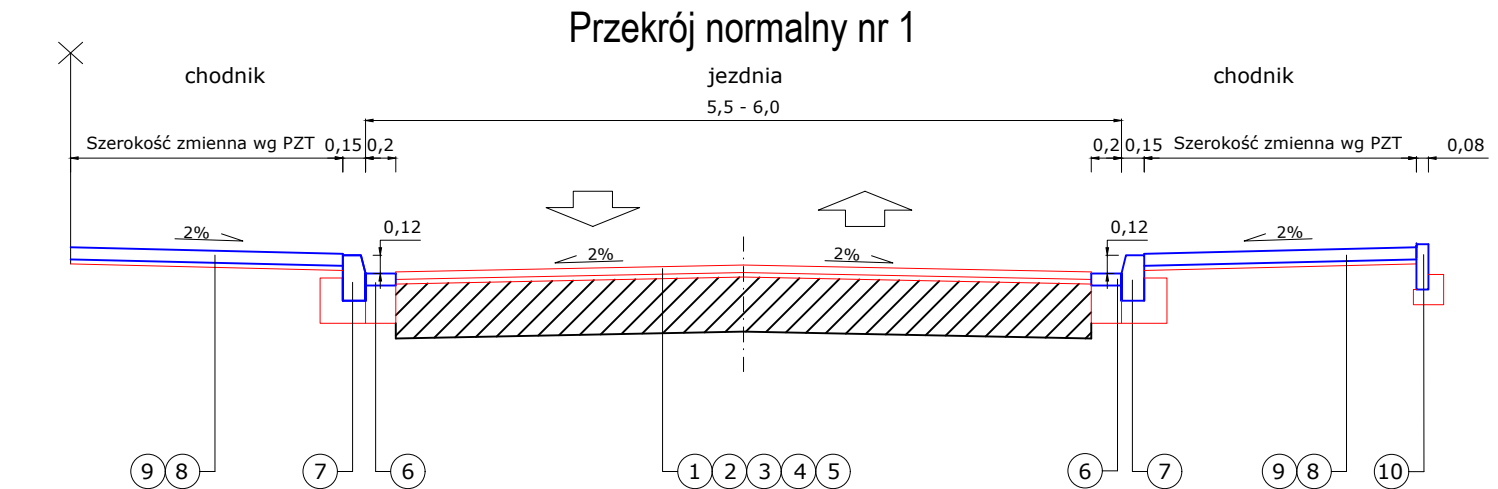 Przekrój normalny nr 1
chodnik jezdnia chodnik
5,5 - 6,0
Szerokość zmienna wg PZT 0,15 0,2 0,2 0,15 Szerokość zmienna wg PZT 0,08
0,12 0,12
2% 2% 2% 2%
9 8 7 6 1 2 3 4 5 6 7 9 8 10